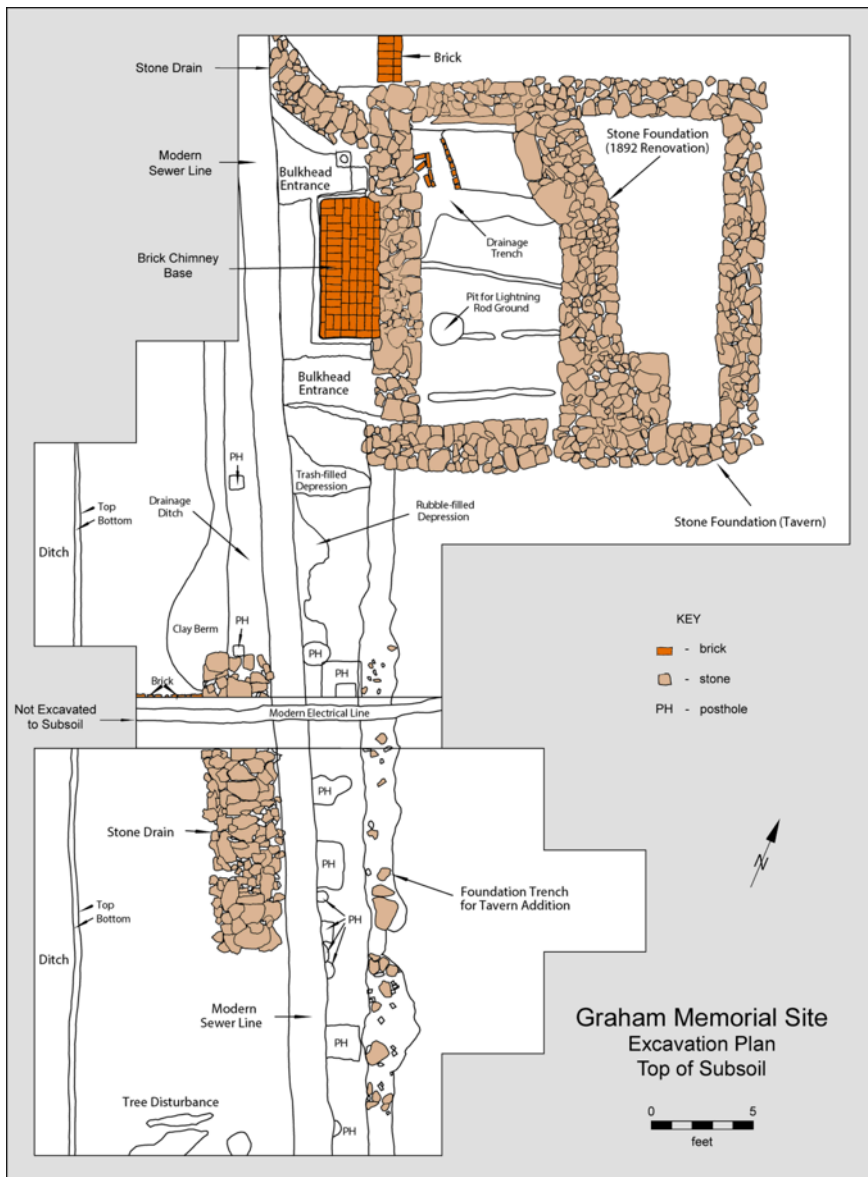 Brick
Stone Drain
Stone Foundation
(1892 Renovation)
Modern
Sewer Line
Bulkhead
Entrance
Drainage
Trench
Brick Chimney
Base
Pit for Lightning
Rod Ground
Bulkhead
Entrance
PH
Trash-filled
Depression
Drainage
Ditch
Rubble-filled
Depression
Top
Bottom
Stone Foundation (Tavern)
Ditch
PH
Clay Berm
PH
PH
KEY
- brick
- stone
PH - posthole
Brick
Not Excavated
to Subsoil
Modern Electrical Line
PH
Stone Drain
PH
N
Foundation Trench
for Tavern Addition
Top
Bottom
PH
Ditch
Modern
Sewer Line
PH
Graham Memorial Site
Excavation Plan
Top of Subsoil
Tree Disturbance
PH
0 5
feet